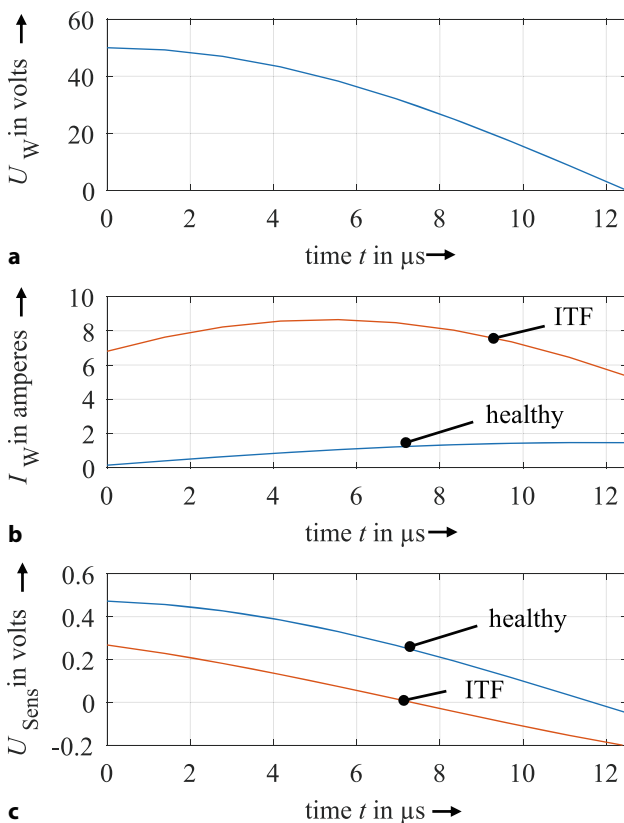 60
40
20
0
U_W in volts
0 2 4 6 8 10 12
time t in µs
a
10
8
6
4
2
0
I_W in amperes
ITF
healthy
0 2 4 6 8 10 12
time t in µs
b
0.6
0.4
0.2
0
-0.2
U_Sens in volts
healthy
ITF
0 2 4 6 8 10 12
time t in µs
c